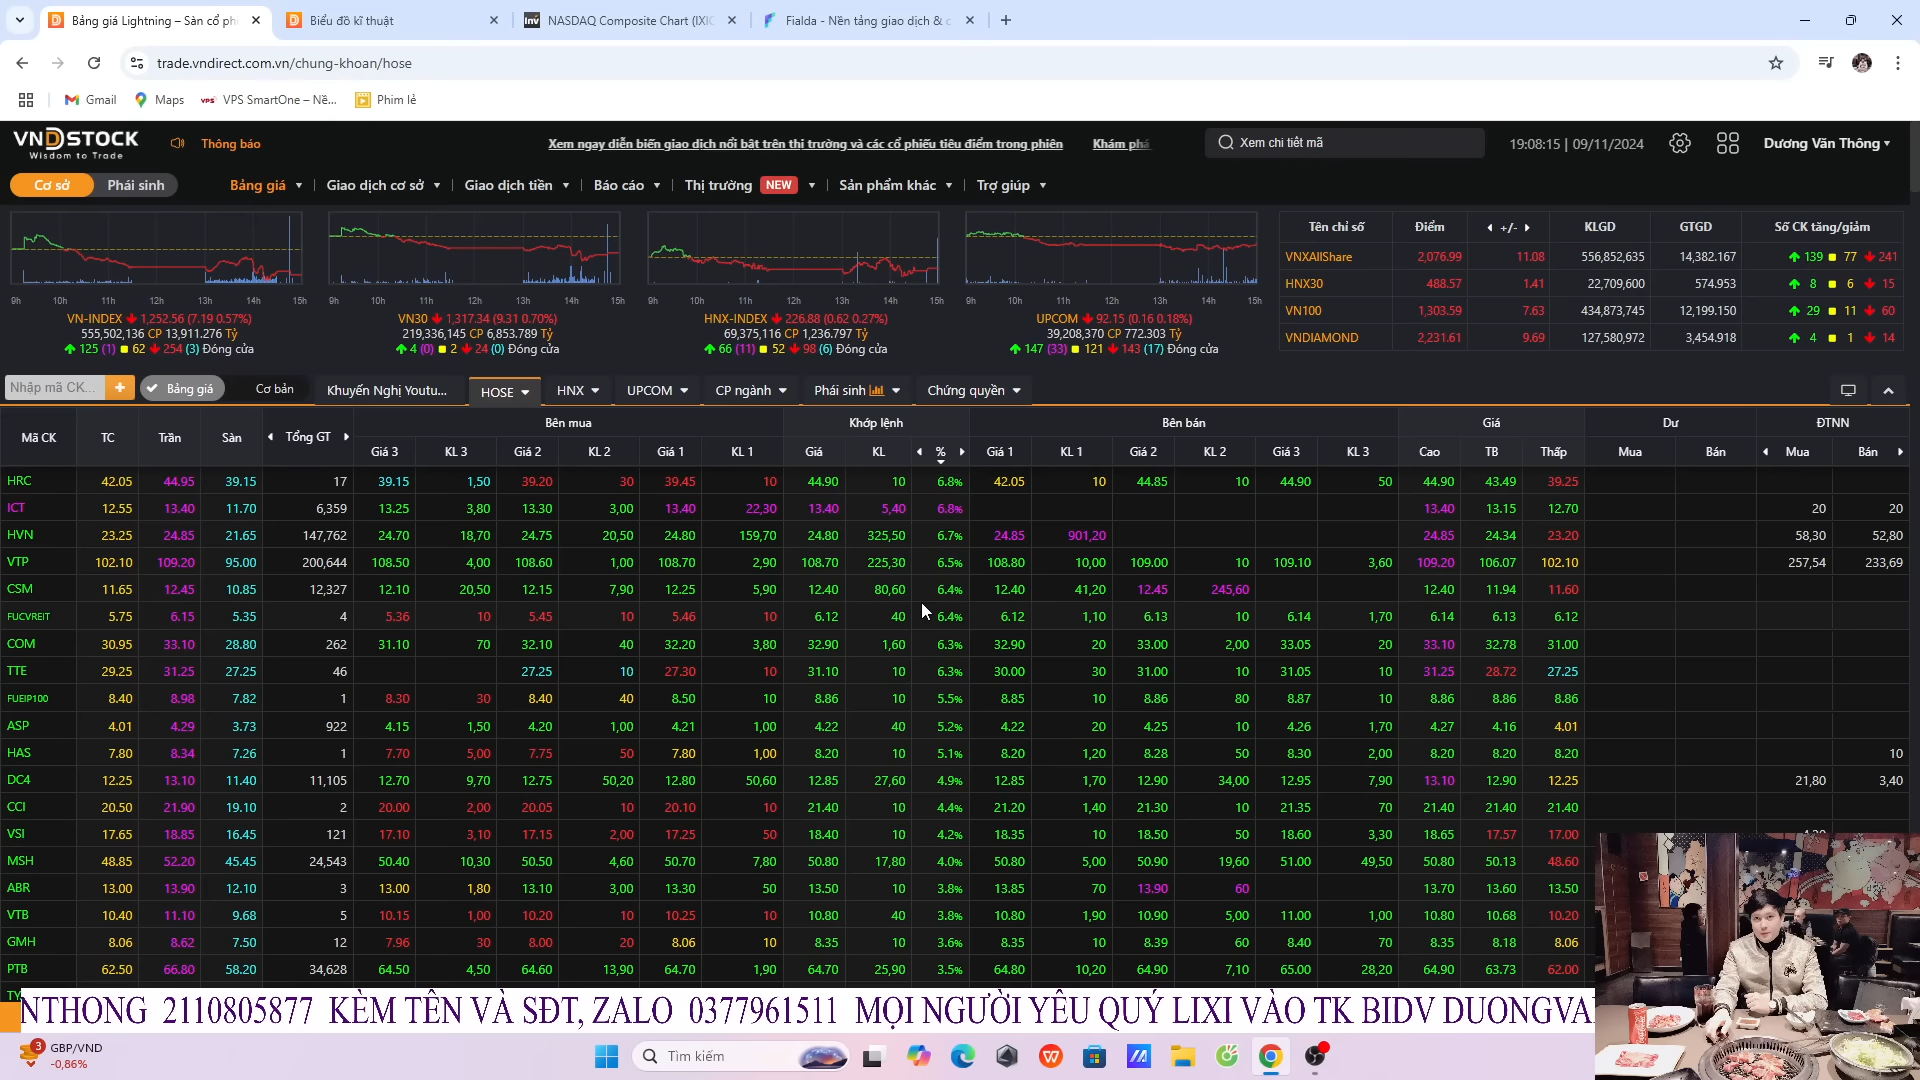 Bảng giá Lightning – Sàn cổ ph
Biểu đồ kĩ thuật
NASDAQ Composite Chart (IXIC
Fialda - Nền tảng giao dịch & c
trade.vndirect.com.vn/chung-khoan/hose
Gmail Maps VPS SmartOne – Nề... Phim lẻ
VNDSTOCK
Wisdom to Trade
Thông báo
Xem ngay diễn biến giao dịch nổi bật trên thị trường và các cổ phiếu tiêu điểm trong phiên Khám phá
Xem chi tiết mã
19:08:15 | 09/11/2024
Dương Văn Thông
Cơ sở Phái sinh Bảng giá Giao dịch cơ sở Giao dịch tiền Báo cáo Thị trường NEW Sản phẩm khác Trợ giúp
9h 10h 11h 12h 13h 14h 15h
VN-INDEX 1,252.56 (7.19 0.57%)
555,502,136 CP 13,911.276 Tỷ
125 (1) 62 254 (3) Đóng cửa
9h 10h 11h 12h 13h 14h 15h
VN30 1,317.34 (9.31 0.70%)
219,336,145 CP 6,853.789 Tỷ
4 (0) 2 24 (0) Đóng cửa
9h 10h 11h 12h 13h 14h 15h
HNX-INDEX 226.88 (0.62 0.27%)
69,375,116 CP 1,236.797 Tỷ
66 (11) 52 98 (6) Đóng cửa
9h 10h 11h 12h 13h 14h 15h
UPCOM 92.15 (0.16 0.18%)
39,208,370 CP 772.303 Tỷ
147 (33) 121 143 (17) Đóng cửa
Tên chỉ số Điểm +/- KLGD GTGD Số CK tăng/giảm
VNXAllShare 2,076.99 11.08 556,852,635 14,382.167 139 77 241
HNX30 488.57 1.41 22,709,600 574.953 8 6 15
VN100 1,303.59 7.63 434,873,745 12,199.150 29 11 60
VNDIAMOND 2,231.61 9.69 127,580,972 3,454.918 4 1 14
Nhập mã CK... + Bảng giá Cơ bản Khuyến Nghị Youtu... HOSE HNX UPCOM CP ngành Phái sinh Chứng quyền
Mã CK TC Trần Sàn Tổng GT Bên mua Khớp lệnh Bên bán Giá Dư ĐTNN
Giá 3 KL 3 Giá 2 KL 2 Giá 1 KL 1 Giá KL % Giá 1 KL 1 Giá 2 KL 2 Giá 3 KL 3 Cao TB Thấp Mua Bán Mua Bán
HRC 42.05 44.95 39.15 17 39.15 1,50 39.20 30 39.45 10 44.90 10 6.8% 42.05 10 44.85 10 44.90 50 44.90 43.49 39.25
ICT 12.55 13.40 11.70 6,359 13.25 3,80 13.30 3,00 13.40 22,30 13.40 5,40 6.8% 13.40 13.15 12.70 20 20
HVN 23.25 24.85 21.65 147,762 24.70 18,70 24.75 20,50 24.80 159,70 24.80 325,50 6.7% 24.85 901,20 24.85 24.34 23.20 58,30 52,80
VTP 102.10 109.20 95.00 200,644 108.50 4,00 108.60 1,00 108.70 2,90 108.70 225,30 6.5% 108.80 10,00 109.00 10 109.10 3,60 109.20 106.07 102.10 257,54 233,69
CSM 11.65 12.45 10.85 12,327 12.10 20,50 12.15 7,90 12.25 5,90 12.40 80,60 6.4% 12.40 41,20 12.45 245,60 12.40 11.94 11.60
FUCVREIT 5.75 6.15 5.35 4 5.36 10 5.45 10 5.46 10 6.12 40 6.4% 6.12 1,10 6.13 10 6.14 1,70 6.14 6.13 6.12
COM 30.95 33.10 28.80 262 31.10 70 32.10 40 32.20 3,80 32.90 1,60 6.3% 32.90 20 33.00 2,00 33.05 20 33.10 32.78 31.00
TTE 29.25 31.25 27.25 46 27.25 10 27.30 10 31.10 10 6.3% 30.00 30 31.00 10 31.05 10 31.25 28.72 27.25
FUEIP100 8.40 8.98 7.82 1 8.30 30 8.40 40 8.50 10 8.86 10 5.5% 8.85 10 8.86 80 8.87 10 8.86 8.86 8.86
ASP 4.01 4.29 3.73 922 4.15 1,50 4.20 1,00 4.21 1,00 4.22 40 5.2% 4.22 20 4.25 10 4.26 1,70 4.27 4.16 4.01
HAS 7.80 8.34 7.26 1 7.70 5,00 7.75 50 7.80 1,00 8.20 10 5.1% 8.20 1,20 8.28 50 8.30 2,00 8.20 8.20 8.20 10
DC4 12.25 13.10 11.40 11,105 12.70 9,70 12.75 50,20 12.80 50,60 12.85 27,60 4.9% 12.85 1,70 12.90 34,00 12.95 7,90 13.10 12.90 12.25 21,80 3,40
CCI 20.50 21.90 19.10 2 20.00 2,00 20.05 10 20.10 10 21.40 10 4.4% 21.20 1,40 21.30 10 21.35 70 21.40 21.40 21.40
VSI 17.65 18.85 16.45 121 17.10 3,10 17.15 2,00 17.25 50 18.40 10 4.2% 18.35 10 18.50 50 18.60 3,30 18.65 17.57 17.00
MSH 48.85 52.20 45.45 24,543 50.40 10,30 50.50 4,60 50.70 7,80 50.80 17,80 4.0% 50.80 5,00 50.90 19,60 51.00 49,50 50.80 50.13 48.60
ABR 13.00 13.90 12.10 3 13.00 1,80 13.10 3,00 13.30 50 13.50 10 3.8% 13.85 70 13.90 60 13.70 13.60 13.50
VTB 10.40 11.10 9.68 5 10.15 1,00 10.20 10 10.25 10 10.80 40 3.8% 10.80 1,90 10.90 5,00 11.00 1,00 10.80 10.68 10.20
GMH 8.06 8.62 7.50 12 7.96 30 8.00 20 8.06 10 8.35 10 3.6% 8.35 10 8.39 60 8.40 70 8.35 8.18 8.06
PTB 62.50 66.80 58.20 34,628 64.50 4,50 64.60 13,90 64.70 1,90 64.70 25,90 3.5% 64.80 10,20 64.90 7,10 65.00 28,20 64.90 63.73 62.00
NTHONG 2110805877 KÈM TÊN VÀ SĐT, ZALO 0377961511 MỌI NGƯỜI YÊU QUÝ LIXI VÀO TK BIDV DUONGVA
3 GBP/VND
-0,86%
Tìm kiếm